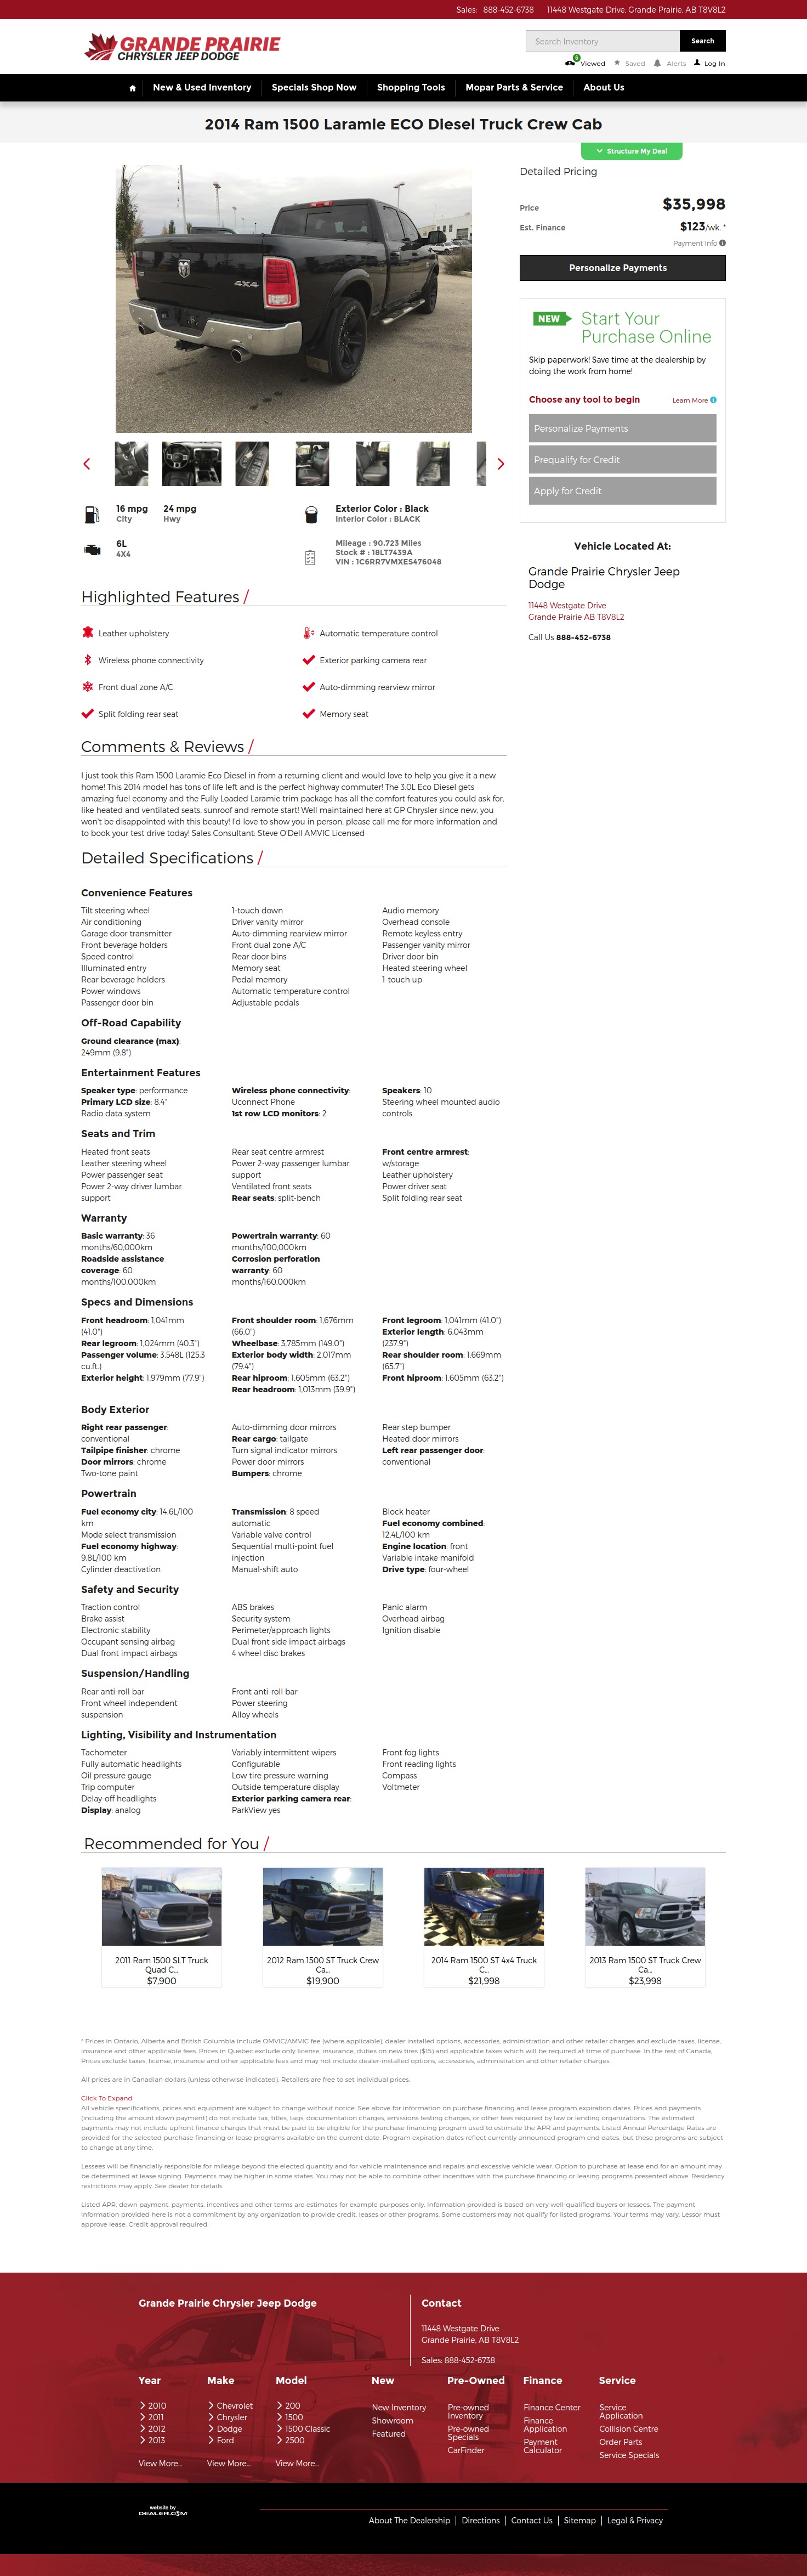 Sales: 888-452-6738 11448 Westgate Drive, Grande Prairie, AB T8V8L2
GRANDE PRAIRIE
CHRYSLER JEEP DODGE
Search Inventory
Search
6
Viewed Saved Alerts Log In
New & Used Inventory Specials Shop Now Shopping Tools Mopar Parts & Service About Us
2014 Ram 1500 Laramie ECO Diesel Truck Crew Cab
Structure My Deal
Detailed Pricing
Price $35,998
Est. Finance $123/wk. *
Payment Info
Personalize Payments
4X4
NEW Start Your
Purchase Online
Skip paperwork! Save time at the dealership by
doing the work from home!
Choose any tool to begin Learn More
Personalize Payments
Prequalify for Credit
Apply for Credit
16 mpg 24 mpg
City Hwy
Exterior Color : Black
Interior Color : BLACK
6L
4X4
Mileage : 90,723 Miles
Stock # : 18LT7439A
VIN : 1C6RR7VMXES476048
Vehicle Located At:
Grande Prairie Chrysler Jeep
Dodge
11448 Westgate Drive
Grande Prairie AB T8V8L2
Call Us 888-452-6738
Highlighted Features /
Leather upholstery Automatic temperature control
Wireless phone connectivity Exterior parking camera rear
Front dual zone A/C Auto-dimming rearview mirror
Split folding rear seat Memory seat
Comments & Reviews /
I just took this Ram 1500 Laramie Eco Diesel in from a returning client and would love to help you give it a new
home! This 2014 model has tons of life left and is the perfect highway commuter! The 3.0L Eco Diesel gets
amazing fuel economy and the Fully Loaded Laramie trim package has all the comfort features you could ask for,
like heated and ventilated seats, sunroof and remote start! Well maintained here at GP Chrysler since new, you
won't be disappointed with this beauty! I'd love to show you in person, please call me for more information and
to book your test drive today! Sales Consultant: Steve O'Dell AMVIC Licensed
Detailed Specifications /
Convenience Features
Tilt steering wheel 1-touch down Audio memory
Air conditioning Driver vanity mirror Overhead console
Garage door transmitter Auto-dimming rearview mirror Remote keyless entry
Front beverage holders Front dual zone A/C Passenger vanity mirror
Speed control Rear door bins Driver door bin
Illuminated entry Memory seat Heated steering wheel
Rear beverage holders Pedal memory 1-touch up
Power windows Automatic temperature control
Passenger door bin Adjustable pedals
Off-Road Capability
Ground clearance (max):
249mm (9.8")
Entertainment Features
Speaker type: performance Wireless phone connectivity: Speakers: 10
Primary LCD size: 8.4" Uconnect Phone Steering wheel mounted audio
Radio data system 1st row LCD monitors: 2 controls
Seats and Trim
Heated front seats Rear seat centre armrest Front centre armrest:
Leather steering wheel Power 2-way passenger lumbar w/storage
Power passenger seat support Leather upholstery
Power 2-way driver lumbar Ventilated front seats Power driver seat
support Rear seats: split-bench Split folding rear seat
Warranty
Basic warranty: 36 Powertrain warranty: 60
months/60,000km months/100,000km
Roadside assistance Corrosion perforation
coverage: 60 warranty: 60
months/100,000km months/160,000km
Specs and Dimensions
Front headroom: 1,041mm Front shoulder room: 1,676mm Front legroom: 1,041mm (41.0")
(41.0") (66.0") Exterior length: 6,043mm
Rear legroom: 1,024mm (40.3") Wheelbase: 3,785mm (149.0") (237.9")
Passenger volume: 3,548L (125.3 Exterior body width: 2,017mm Rear shoulder room: 1,669mm
cu.ft.) (79.4") (65.7")
Exterior height: 1,979mm (77.9") Rear hiproom: 1,605mm (63.2") Front hiproom: 1,605mm (63.2")
Rear headroom: 1,013mm (39.9")
Body Exterior
Right rear passenger: Auto-dimming door mirrors Rear step bumper
conventional Rear cargo: tailgate Heated door mirrors
Tailpipe finisher: chrome Turn signal indicator mirrors Left rear passenger door:
Door mirrors: chrome Power door mirrors conventional
Two-tone paint Bumpers: chrome
Powertrain
Fuel economy city: 14.6L/100 Transmission: 8 speed Block heater
km automatic Fuel economy combined:
Mode select transmission Variable valve control 12.4L/100 km
Fuel economy highway: Sequential multi-point fuel Engine location: front
9.8L/100 km injection Variable intake manifold
Cylinder deactivation Manual-shift auto Drive type: four-wheel
Safety and Security
Traction control ABS brakes Panic alarm
Brake assist Security system Overhead airbag
Electronic stability Perimeter/approach lights Ignition disable
Occupant sensing airbag Dual front side impact airbags
Dual front impact airbags 4 wheel disc brakes
Suspension/Handling
Rear anti-roll bar Front anti-roll bar
Front wheel independent Power steering
suspension Alloy wheels
Lighting, Visibility and Instrumentation
Tachometer Variably intermittent wipers Front fog lights
Fully automatic headlights Configurable Front reading lights
Oil pressure gauge Low tire pressure warning Compass
Trip computer Outside temperature display Voltmeter
Delay-off headlights Exterior parking camera rear:
Display: analog ParkView yes
Recommended for You /
2011 Ram 1500 SLT Truck 2012 Ram 1500 ST Truck Crew 2014 Ram 1500 ST 4x4 Truck 2013 Ram 1500 ST Truck Crew
Quad C... Ca... C... Ca...
$7,900 $19,900 $21,998 $23,998
* Prices in Ontario, Alberta and British Columbia include OMVIC/AMVIC fee (where applicable), dealer installed options, accessories, administration and other retailer charges and exclude taxes, license,
insurance and other applicable fees. Prices in Quebec exclude only license, insurance, duties on new tires ($15) and applicable taxes which will be required at time of purchase. In the rest of Canada,
Prices exclude taxes, license, insurance and other applicable fees and may not include dealer-installed options, accessories, administration and other retailer charges.
All prices are in Canadian dollars (unless otherwise indicated). Retailers are free to set individual prices.
Click To Expand
All vehicle specifications, prices and equipment are subject to change without notice. See above for information on purchase financing and lease program expiration dates. Prices and payments
(including the amount down payment) do not include tax, titles, tags, documentation charges, emissions testing charges, or other fees required by law or lending organizations. The estimated
payments may not include upfront finance charges that must be paid to be eligible for the purchase financing program used to estimate the APR and payments. Listed Annual Percentage Rates are
provided for the selected purchase financing or lease programs available on the current date. Program expiration dates reflect currently announced program end dates, but these programs are subject
to change at any time.
Lessees will be financially responsible for mileage beyond the elected quantity and for vehicle maintenance and repairs and excessive vehicle wear. Option to purchase at lease end for an amount may
be determined at lease signing. Payments may be higher in some states. You may not be able to combine other incentives with the purchase financing or leasing programs presented above. Residency
restrictions may apply. See dealer for details.
Listed APR, down payment, payments, incentives and other terms are estimates for example purposes only. Information provided is based on very well-qualified buyers or lessees. The payment
information provided here is not a commitment by any organization to provide credit, leases or other programs. Some customers may not qualify for listed programs. Your terms may vary. Lessor must
approve lease. Credit approval required.
Grande Prairie Chrysler Jeep Dodge
Contact
11448 Westgate Drive
Grande Prairie, AB T8V8L2
Sales: 888-452-6738
Year Make Model New Pre-Owned Finance Service
2010 Chevrolet 200 New Inventory Pre-owned Inventory Finance Center Service Application
2011 Chrysler 1500 Showroom Pre-owned Specials Finance Application Collision Centre
2012 Dodge 1500 Classic Featured CarFinder Payment Calculator Order Parts
2013 Ford 2500 Service Specials
View More... View More... View More...
website by
DEALER.COM
About The Dealership | Directions | Contact Us | Sitemap | Legal & Privacy